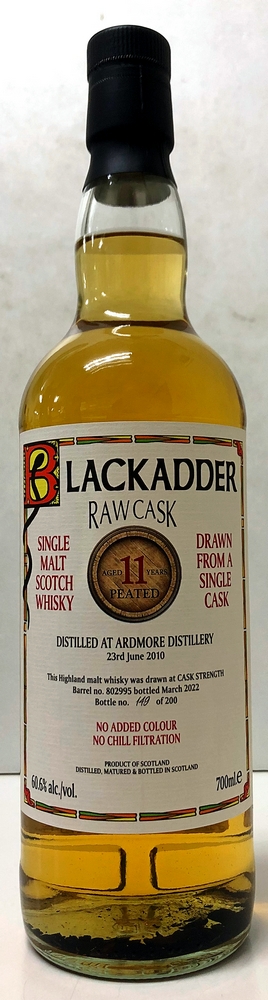 BLACKADDER
RAW CASK
SINGLE
MALT
SCOTCH
WHISKY
AGED 11 YEARS
PEATED
DRAWN
FROM A
SINGLE
CASK
DISTILLED AT ARDMORE DISTILLERY
23rd June 2010
This Highland malt whisky was drawn at CASK STRENGTH
Barrel no. 802995 bottled March 2022
Bottle no. 149 of 200
NO ADDED COLOUR
NO CHILL FILTRATION
PRODUCT OF SCOTLAND
DISTILLED, MATURED & BOTTLED IN SCOTLAND
60.6% alc./vol.
700ml ℮